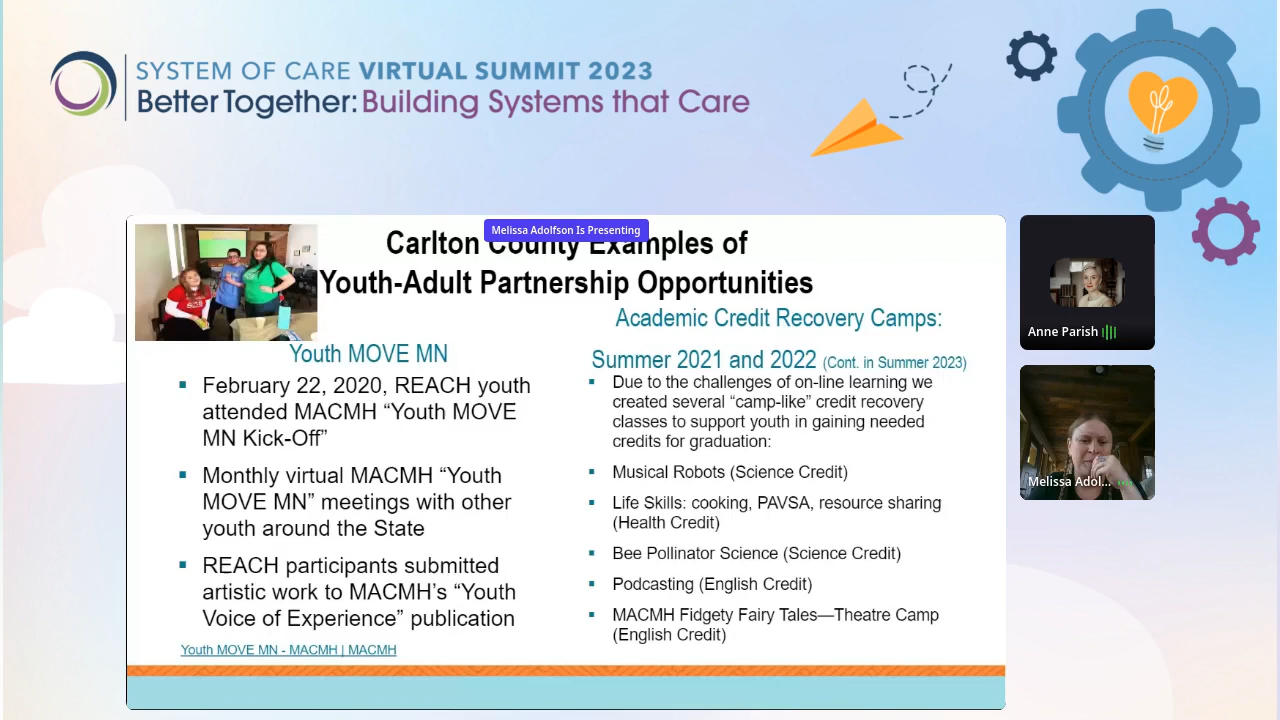 SYSTEM OF CARE VIRTUAL SUMMIT 2023
Better Together: Building Systems that Care
Melissa Adolfson Is Presenting
Carlton County Examples of
Youth-Adult Partnership Opportunities
Youth MOVE MN
▪ February 22, 2020, REACH youth
attended MACMH “Youth MOVE
MN Kick-Off”
▪ Monthly virtual MACMH “Youth
MOVE MN” meetings with other
youth around the State
▪ REACH participants submitted
artistic work to MACMH’s “Youth
Voice of Experience” publication
Youth MOVE MN - MACMH | MACMH
Academic Credit Recovery Camps:
Summer 2021 and 2022 (Cont. in Summer 2023)
▪ Due to the challenges of on-line learning we
created several “camp-like” credit recovery
classes to support youth in gaining needed
credits for graduation:
▪ Musical Robots (Science Credit)
▪ Life Skills: cooking, PAVSA, resource sharing
(Health Credit)
▪ Bee Pollinator Science (Science Credit)
▪ Podcasting (English Credit)
▪ MACMH Fidgety Fairy Tales—Theatre Camp
(English Credit)
Anne Parish
Melissa Adol...